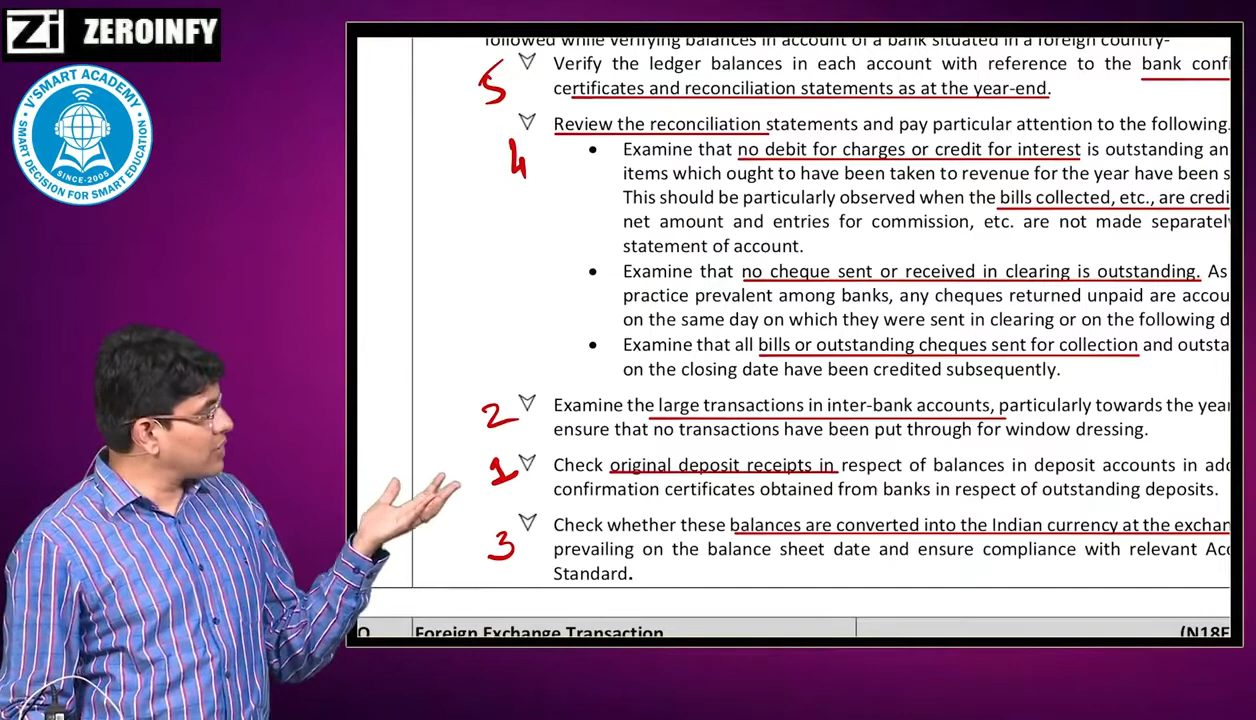 Zi ZEROINFY
V'SMART ACADEMY
SINCE-2005
SMART DECISION FOR SMART EDUCATION
followed while verifying balances in account of a bank situated in a foreign country-
5 Verify the ledger balances in each account with reference to the bank confi
certificates and reconciliation statements as at the year-end.
Review the reconciliation statements and pay particular attention to the following.
4 Examine that no debit for charges or credit for interest is outstanding an
items which ought to have been taken to revenue for the year have been s
This should be particularly observed when the bills collected, etc., are credi
net amount and entries for commission, etc. are not made separately
statement of account.
Examine that no cheque sent or received in clearing is outstanding. As
practice prevalent among banks, any cheques returned unpaid are accou
on the same day on which they were sent in clearing or on the following d
Examine that all bills or outstanding cheques sent for collection and outsta
on the closing date have been credited subsequently.
2 Examine the large transactions in inter-bank accounts, particularly towards the year
ensure that no transactions have been put through for window dressing.
1 Check original deposit receipts in respect of balances in deposit accounts in add
confirmation certificates obtained from banks in respect of outstanding deposits.
3 Check whether these balances are converted into the Indian currency at the exchan
prevailing on the balance sheet date and ensure compliance with relevant Acc
Standard.
Q Foreign Exchange Transaction (N18E